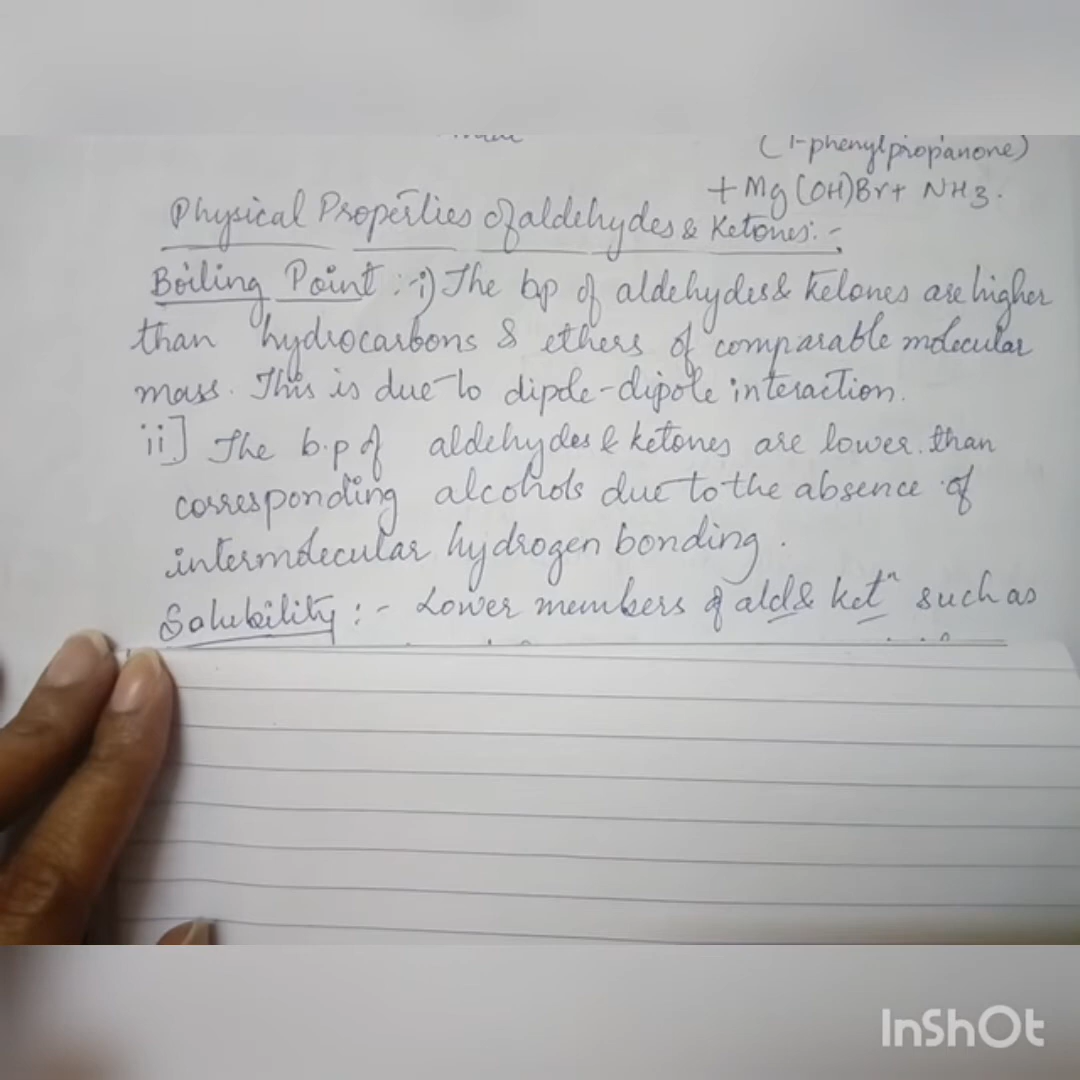 (1-phenylpropanone)
+ Mg(OH)Br + NH3.
Physical Properties of aldehydes & Ketones:-
Boiling Point :- i) The bp of aldehydes & ketones are higher
than hydrocarbons & ethers of comparable molecular
mass. This is due to dipole-dipole interaction.
ii] The b.p of aldehydes & ketones are lower than
corresponding alcohols due to the absence of
intermolecular hydrogen bonding.
Solubility :- Lower members of ald & ketⁿ such as
InShOt